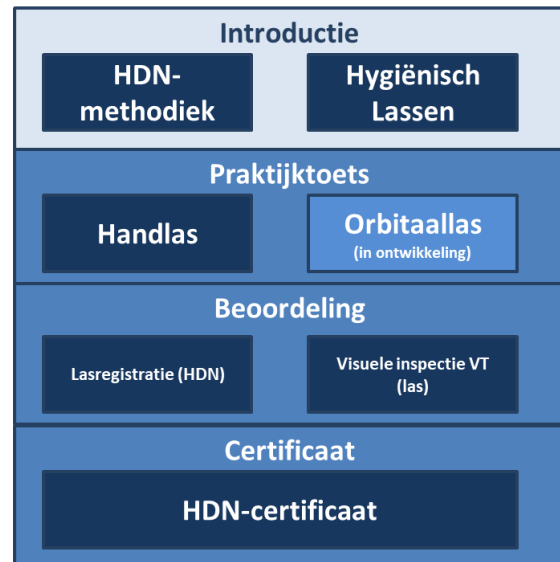 Introductie
HDN-
methodiek
Hygiënisch
Lassen
Praktijktoets
Handlas
Orbitaallas
(in ontwikkeling)
Beoordeling
Lasregistratie (HDN)
Visuele inspectie VT
(las)
Certificaat
HDN-certificaat